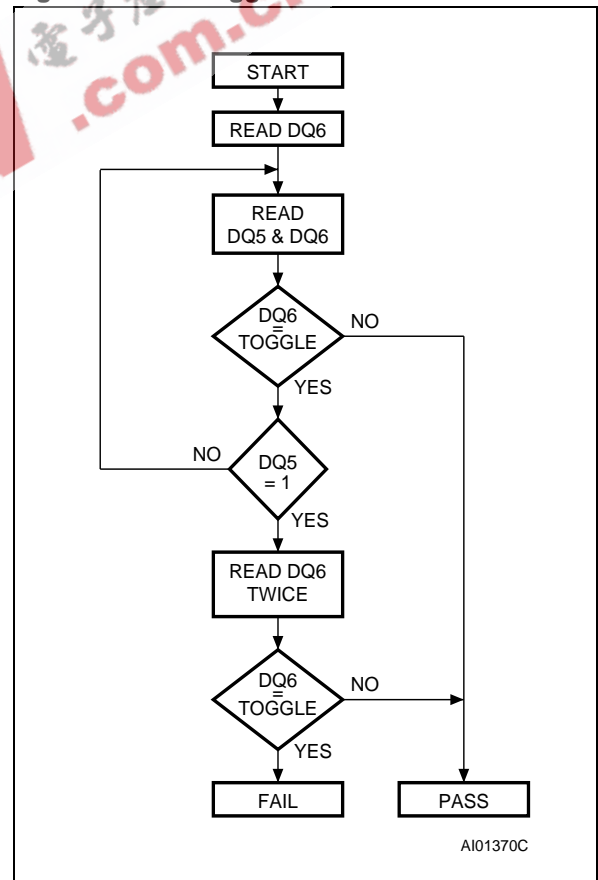 START
READ DQ6
READ
DQ5 & DQ6
DQ6
=
TOGGLE
NO
YES
DQ5
= 1
NO
YES
READ DQ6
TWICE
DQ6
=
TOGGLE
NO
YES
FAIL
PASS
AI01370C
.com.c